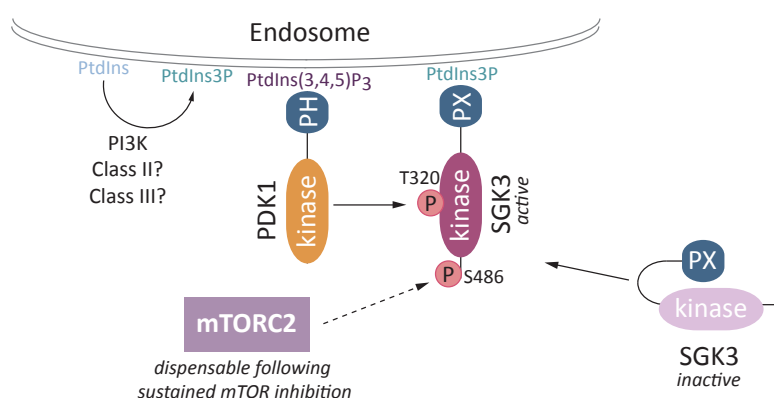 Endosome
PtdIns
PtdIns3P
PtdIns(3,4,5)P3
PtdIns3P
PI3K
Class II?
Class III?
PH
kinase
PDK1
PX
kinase
T320
P
SGK3
active
P
S486
mTORC2
dispensable following
sustained mTOR inhibition
PX
kinase
SGK3
inactive